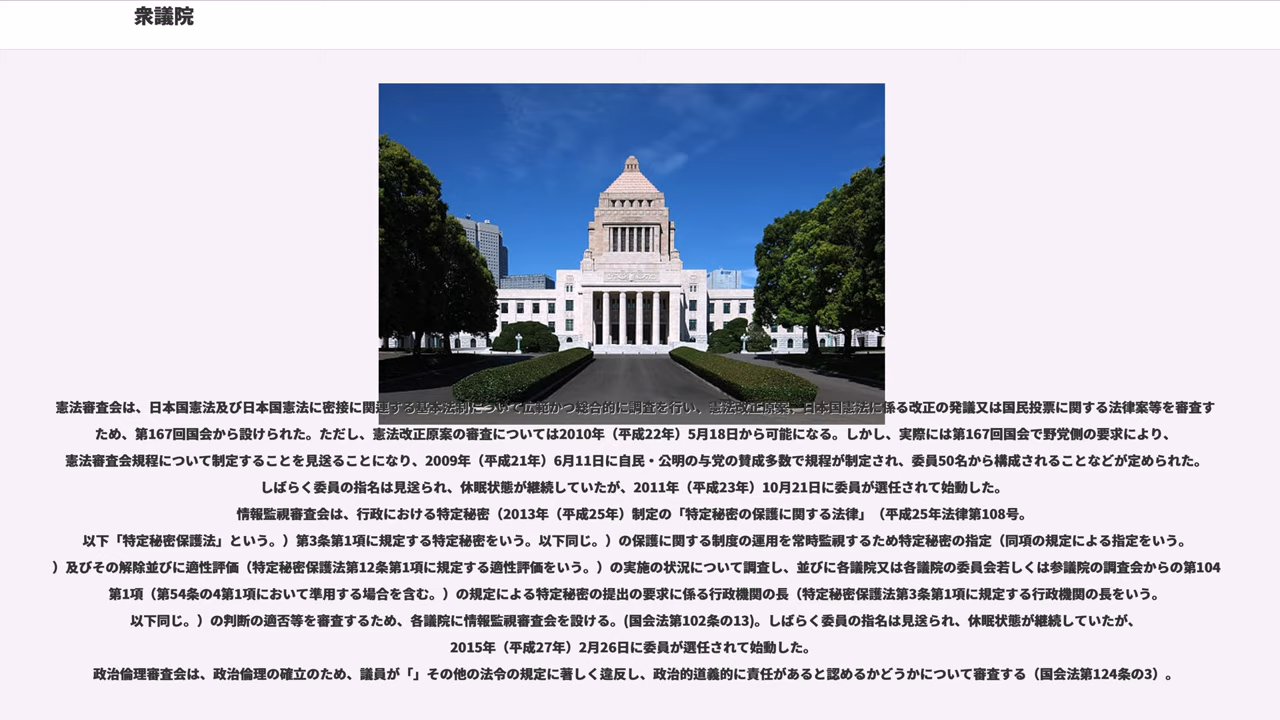 衆議院
憲法審査会は、日本国憲法及び日本国憲法に密接に関連する基本法制について広範かつ総合的に調査を行い、憲法改正原案、日本国憲法に係る改正の発議又は国民投票に関する法律案等を審査す
ため、第167回国会から設けられた。ただし、憲法改正原案の審査については2010年（平成22年）5月18日から可能になる。しかし、実際には第167回国会で野党側の要求により、
憲法審査会規程について制定することを見送ることになり、2009年（平成21年）6月11日に自民・公明の与党の賛成多数で規程が制定され、委員50名から構成されることなどが定められた。
しばらく委員の指名は見送られ、休眠状態が継続していたが、2011年（平成23年）10月21日に委員が選任されて始動した。
情報監視審査会は、行政における特定秘密（2013年（平成25年）制定の「特定秘密の保護に関する法律」（平成25年法律第108号。
以下「特定秘密保護法」という。）第3条第1項に規定する特定秘密をいう。以下同じ。）の保護に関する制度の運用を常時監視するため特定秘密の指定（同項の規定による指定をいう。
）及びその解除並びに適性評価（特定秘密保護法第12条第1項に規定する適性評価をいう。）の実施の状況について調査し、並びに各議院又は各議院の委員会若しくは参議院の調査会からの第104
第1項（第54条の4第1項において準用する場合を含む。）の規定による特定秘密の提出の要求に係る行政機関の長（特定秘密保護法第3条第1項に規定する行政機関の長をいう。
以下同じ。）の判断の適否等を審査するため、各議院に情報監視審査会を設ける。(国会法第102条の13)。しばらく委員の指名は見送られ、休眠状態が継続していたが、
2015年（平成27年）2月26日に委員が選任されて始動した。
政治倫理審査会は、政治倫理の確立のため、議員が「」その他の法令の規定に著しく違反し、政治的道義的に責任があると認めるかどうかについて審査する（国会法第124条の3）。